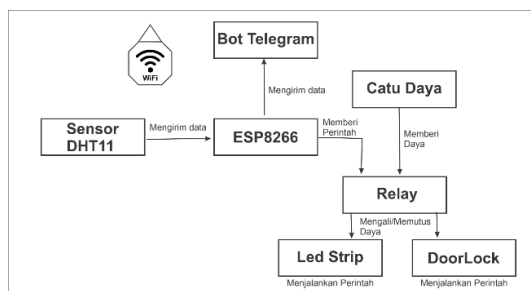 Bot Telegram
WiFi
Mengirim data
Catu Daya
Sensor
DHT11
Mengirim data
ESP8266
Memberi
Perintah
Memberi
Daya
Relay
Mengali/Memutus
Daya
Led Strip
DoorLock
Menjalankan Perintah
Menjalankan Perintah